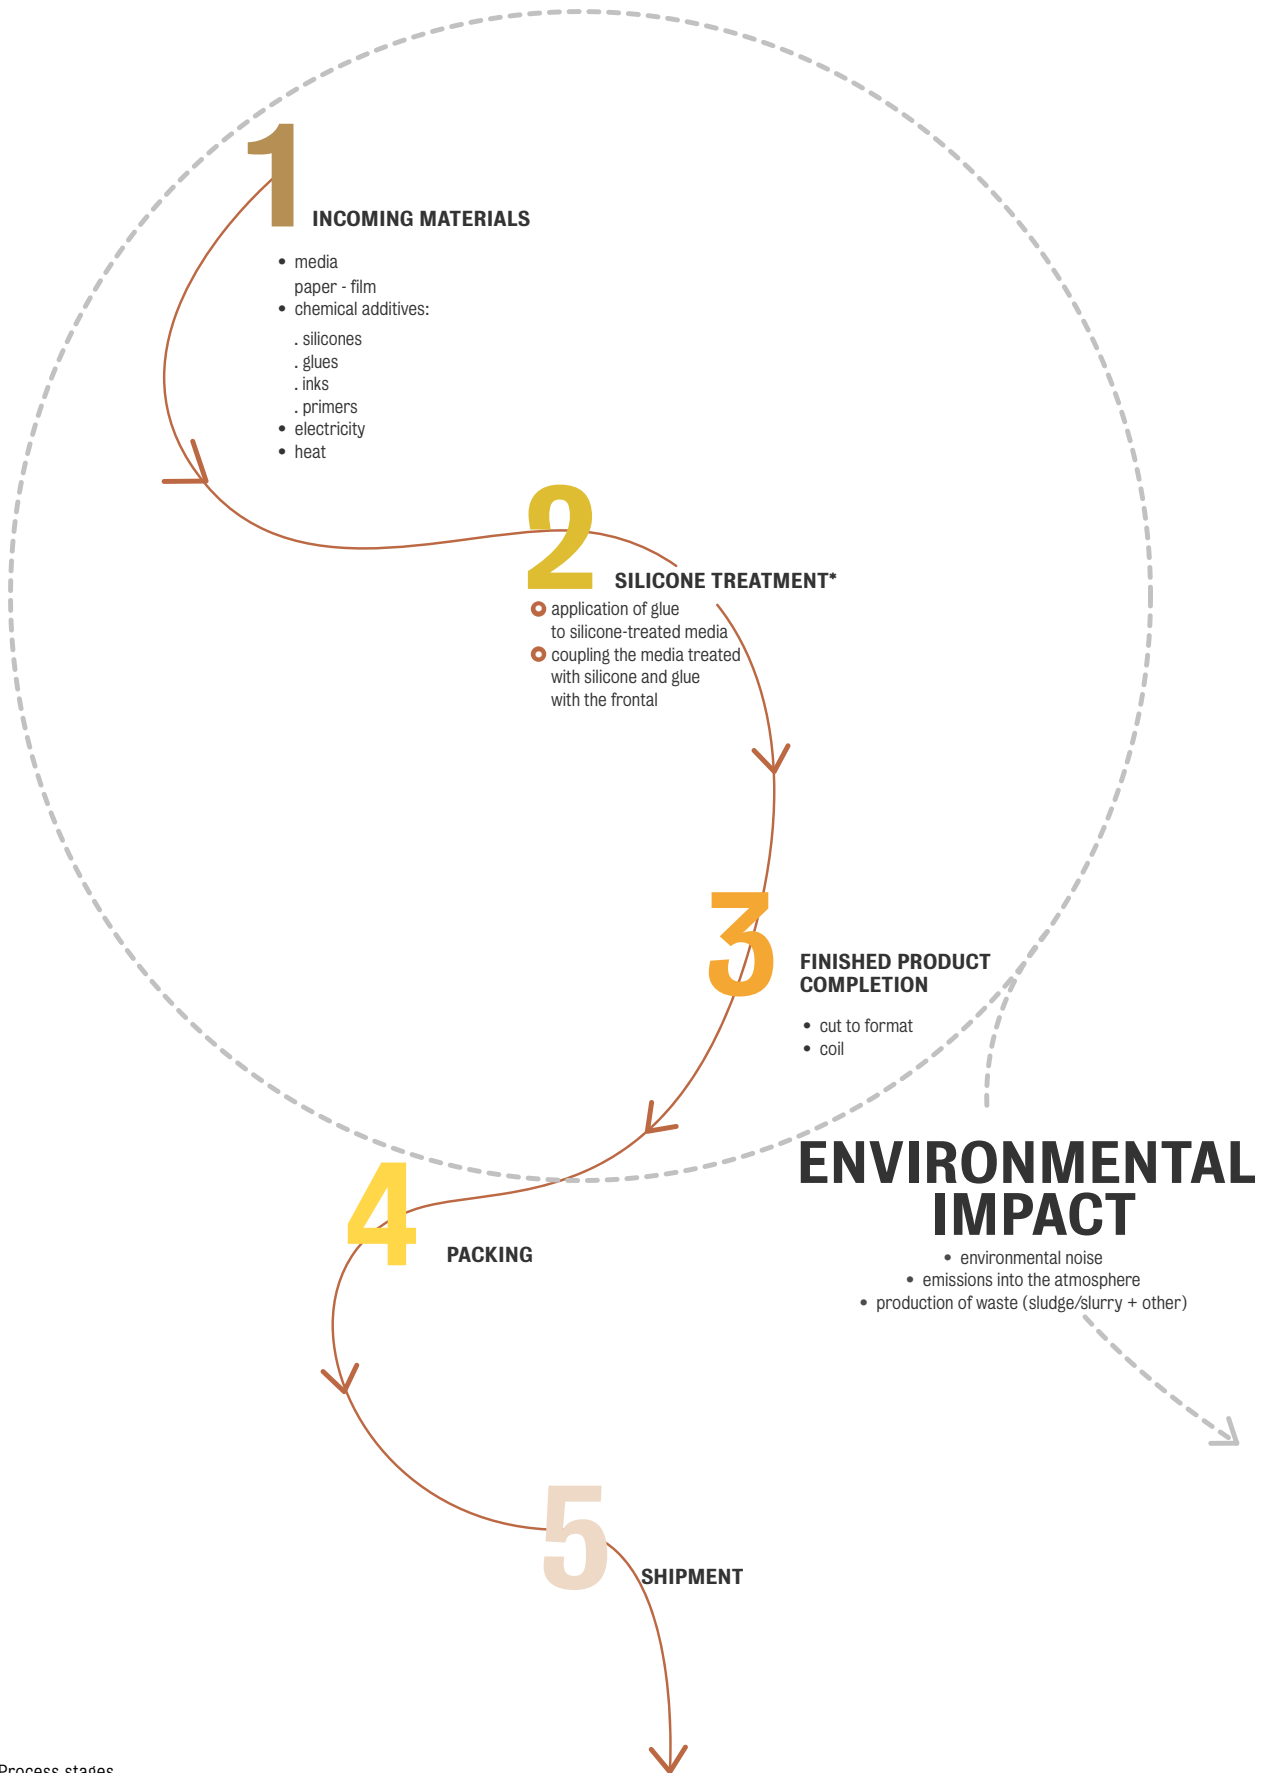 1
INCOMING MATERIALS
• media
paper - film
• chemical additives:
. silicones
. glues
. inks
. primers
• electricity
• heat
2
SILICONE TREATMENT*
application of glue
to silicone-treated media
coupling the media treated
with silicone and glue
with the frontal
3
FINISHED PRODUCT
COMPLETION
• cut to format
• coil
4
PACKING
ENVIRONMENTAL
IMPACT
• environmental noise
• emissions into the atmosphere
• production of waste (sludge/slurry + other)
5
SHIPMENT
Process stages